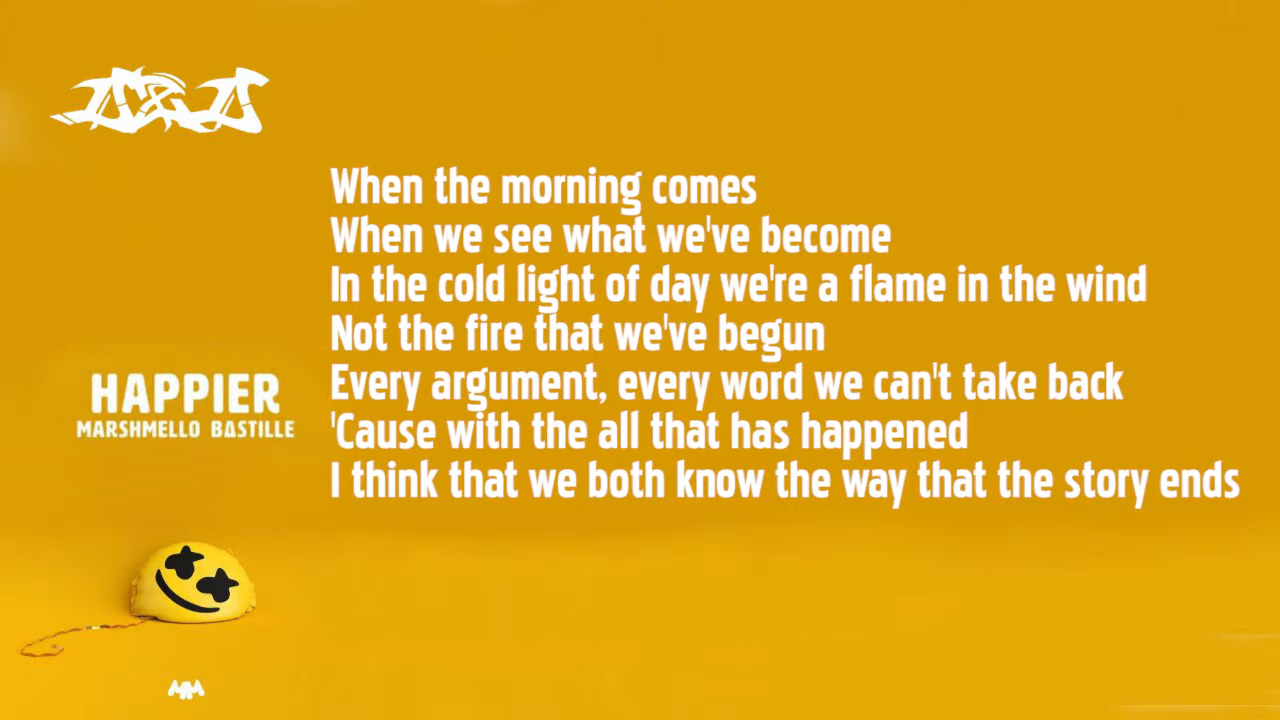 When the morning comes
When we see what we've become
In the cold light of day we're a flame in the wind
Not the fire that we've begun
Every argument, every word we can't take back
'Cause with the all that has happened
I think that we both know the way that the story ends
HAPPIER
MARSHMELLO BASTILLE